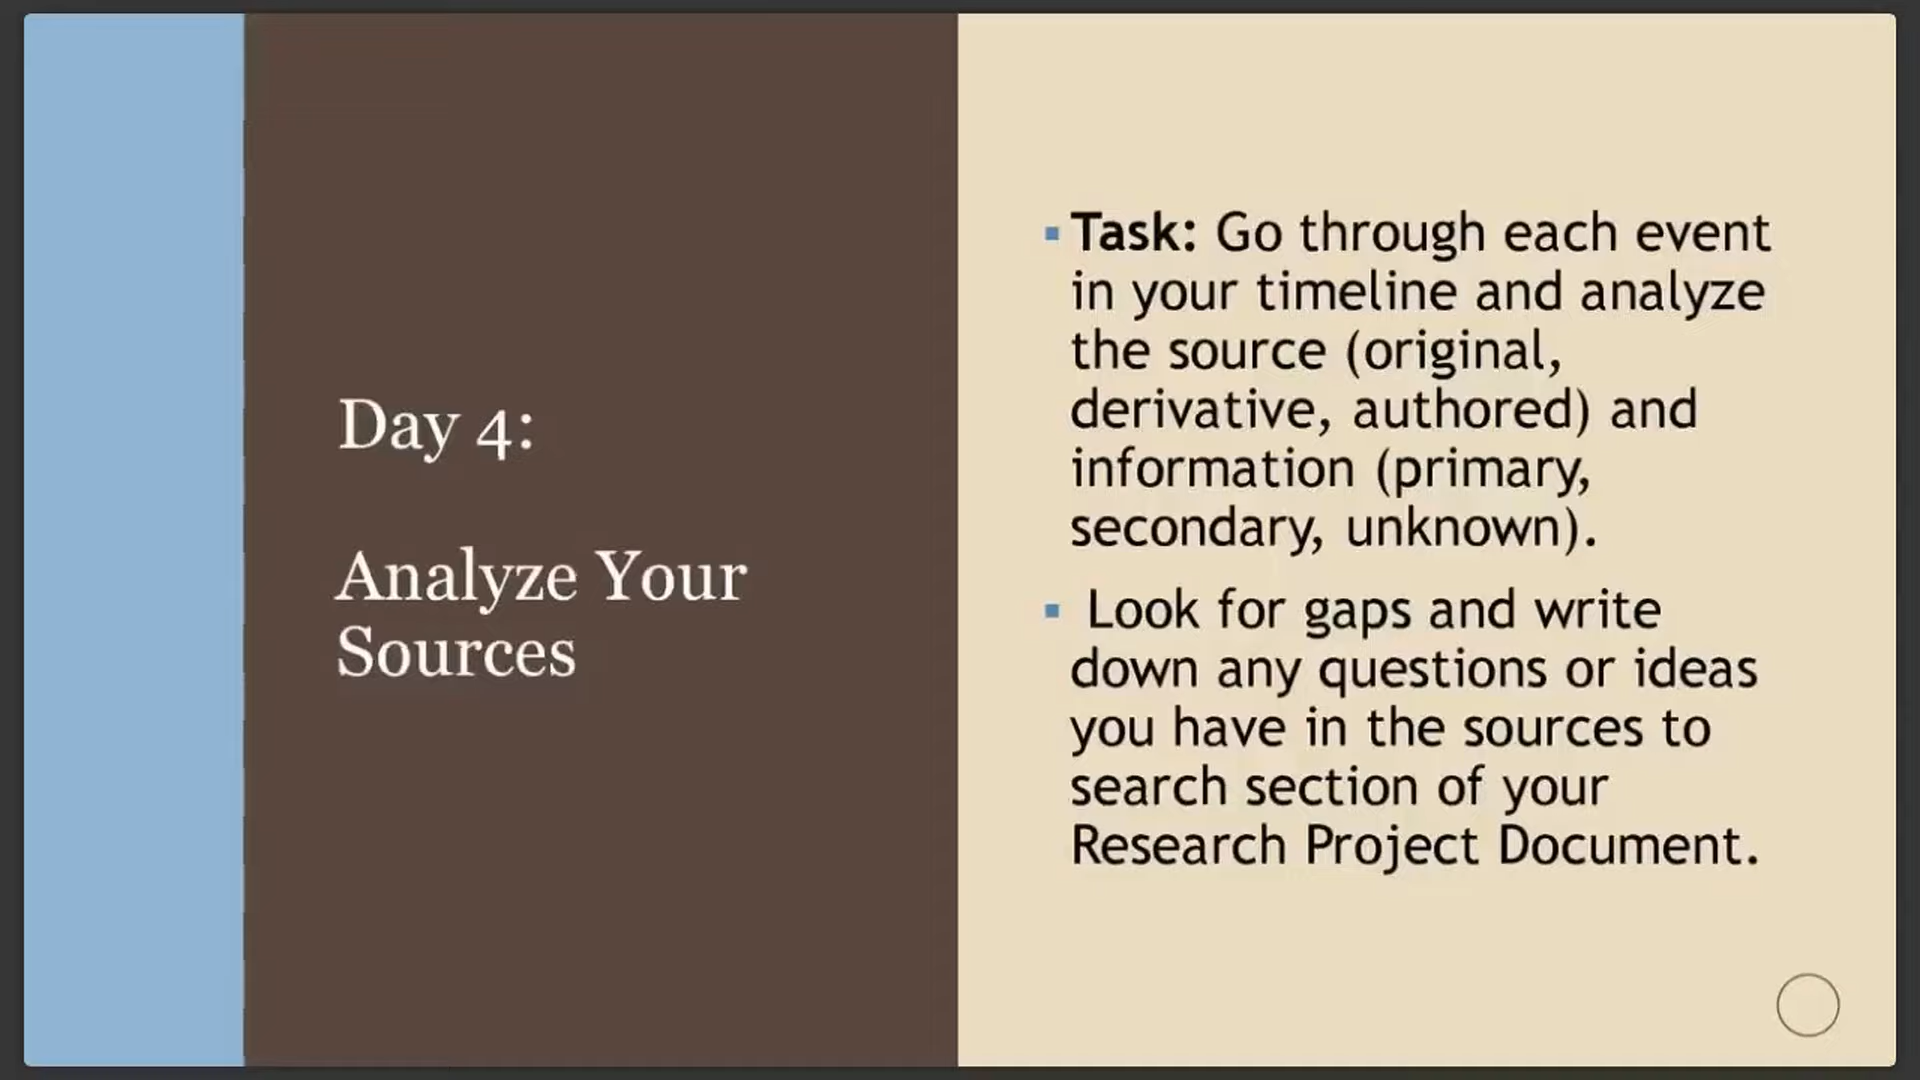 Day 4:
Analyze Your
Sources
Task: Go through each event
in your timeline and analyze
the source (original,
derivative, authored) and
information (primary,
secondary, unknown).
Look for gaps and write
down any questions or ideas
you have in the sources to
search section of your
Research Project Document.